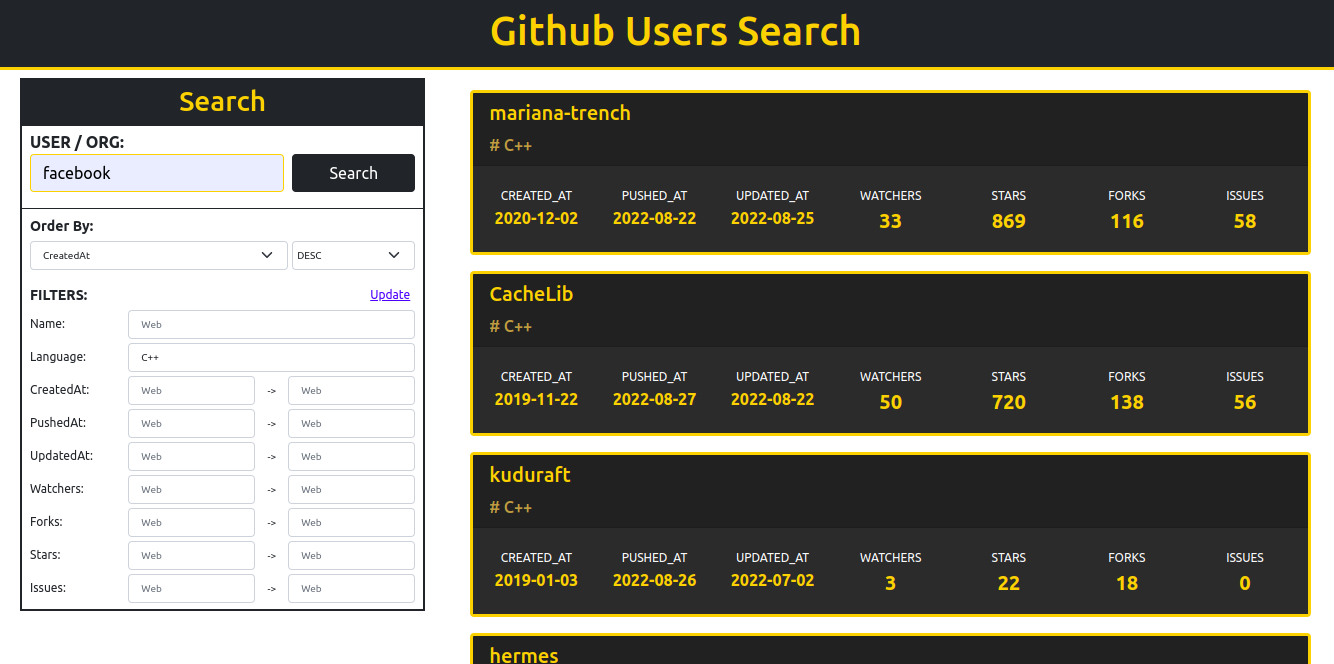 Github Users Search
Search
USER / ORG:
facebook Search
Order By:
CreatedAt DESC
FILTERS: Update
Name: Web
Language: C++
CreatedAt: Web -> Web
PushedAt: Web -> Web
UpdatedAt: Web -> Web
Watchers: Web -> Web
Forks: Web -> Web
Stars: Web -> Web
Issues: Web -> Web
mariana-trench
# C++
CREATED_AT PUSHED_AT UPDATED_AT WATCHERS STARS FORKS ISSUES
2020-12-02 2022-08-22 2022-08-25 33 869 116 58
CacheLib
# C++
CREATED_AT PUSHED_AT UPDATED_AT WATCHERS STARS FORKS ISSUES
2019-11-22 2022-08-27 2022-08-22 50 720 138 56
kuduraft
# C++
CREATED_AT PUSHED_AT UPDATED_AT WATCHERS STARS FORKS ISSUES
2019-01-03 2022-08-26 2022-07-02 3 22 18 0
hermes